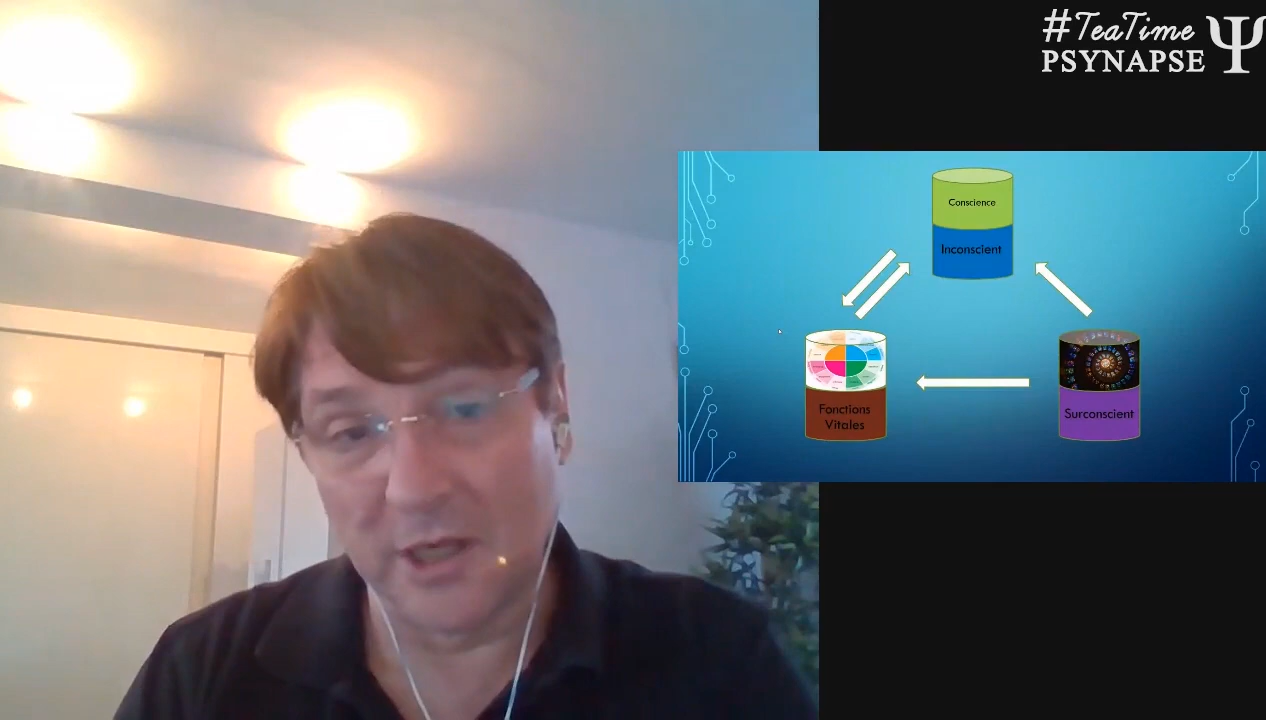 #TeaTime
PSYNAPSE Ψ
Conscience
Inconscient
Fonctions
Vitales
Surconscient